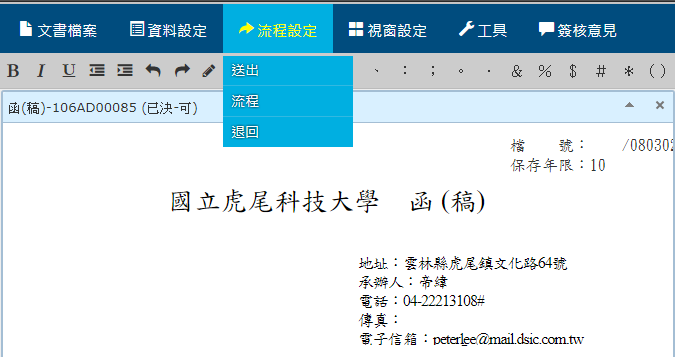 文書檔案 資料設定 流程設定 視窗設定 工具 簽核意見
B I U 、 ： ； 。 · & % $ # * ( )
送出
流程
退回
函(稿)-106AD00085 (已決-可)
檔　號： /080302
保存年限：10
國立虎尾科技大學　函 (稿)
地址：雲林縣虎尾鎮文化路64號
承辦人：帝緯
電話：04-22213108#
傳真：
電子信箱：peterlee@mail.dsic.com.tw